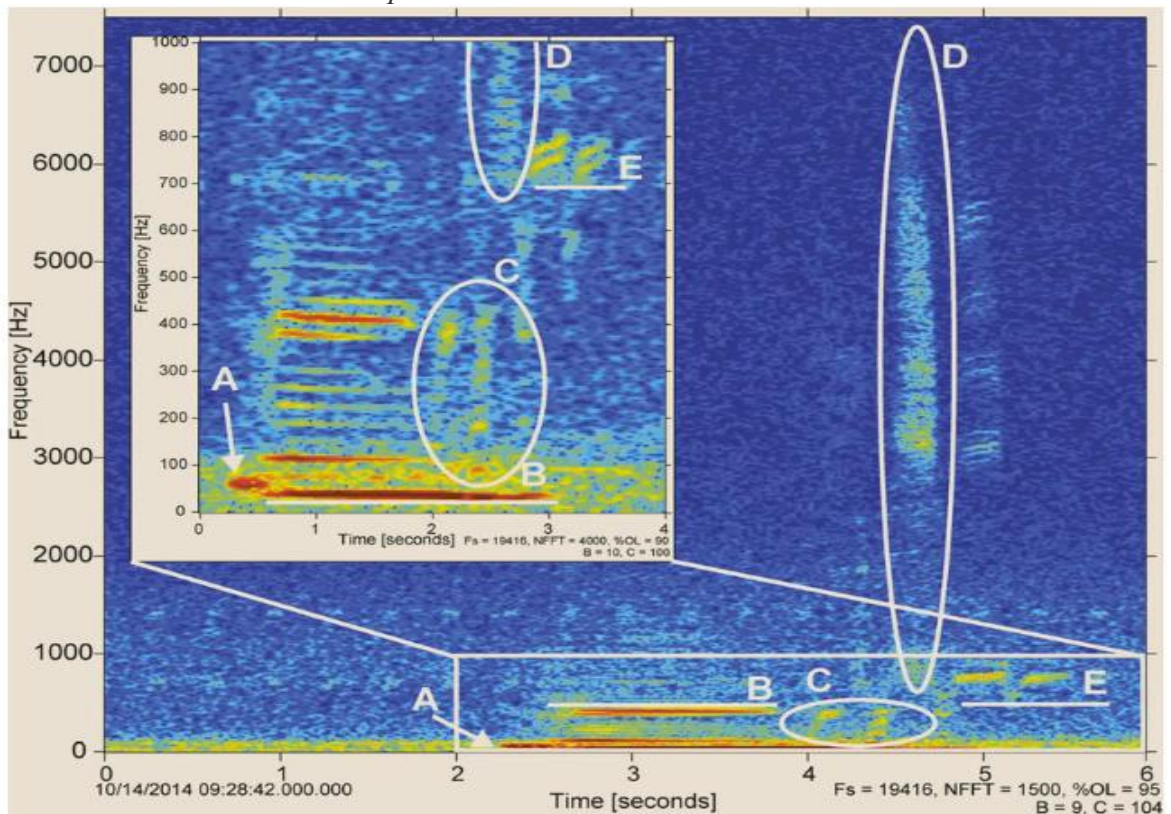 D
7000
6000
5000
4000
3000
2000
1000
0
Frequency [Hz]
1000
900
800
700
600
500
400
300
200
100
0
Frequency [Hz]
D
E
C
A
B
0 1 2 3 4
Time [seconds] Fs = 19416, NFFT = 4000, %OL = 90
B = 10, C = 100
A
B
C
E
0 1 2 3 4 5 6
10/14/2014 09:28:42.000.000
Time [seconds]
Fs = 19416, NFFT = 1500, %OL = 95
B = 9, C = 104